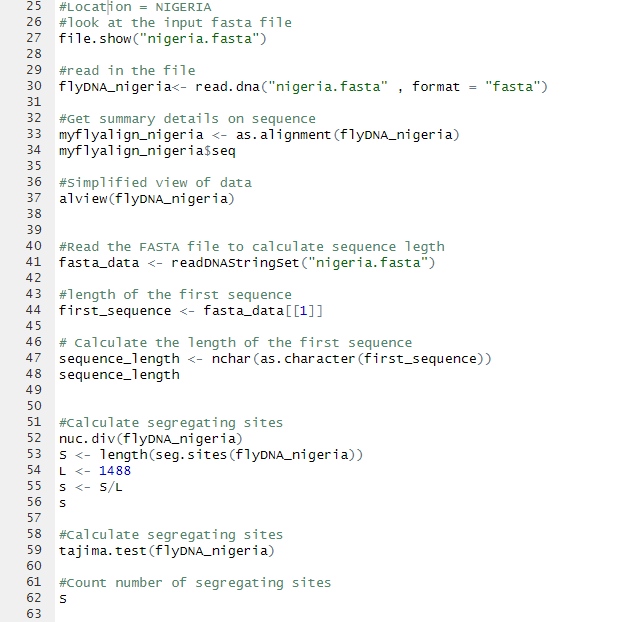 25 #Location = NIGERIA
26 #look at the input fasta file
27 file.show("nigeria.fasta")
28
29 #read in the file
30 flyDNA_nigeria<- read.dna("nigeria.fasta" , format = "fasta")
31
32 #Get summary details on sequence
33 myflyalign_nigeria <- as.alignment(flyDNA_nigeria)
34 myflyalign_nigeria$seq
35
36 #Simplified view of data
37 alview(flyDNA_nigeria)
38
39
40 #Read the FASTA file to calculate sequence legth
41 fasta_data <- readDNAStringSet("nigeria.fasta")
42
43 #length of the first sequence
44 first_sequence <- fasta_data[[1]]
45
46 # Calculate the length of the first sequence
47 sequence_length <- nchar(as.character(first_sequence))
48 sequence_length
49
50
51 #Calculate segregating sites
52 nuc.div(flyDNA_nigeria)
53 S <- length(seg.sites(flyDNA_nigeria))
54 L <- 1488
55 s <- S/L
56 s
57
58 #Calculate segregating sites
59 tajima.test(flyDNA_nigeria)
60
61 #Count number of segregating sites
62 S
63